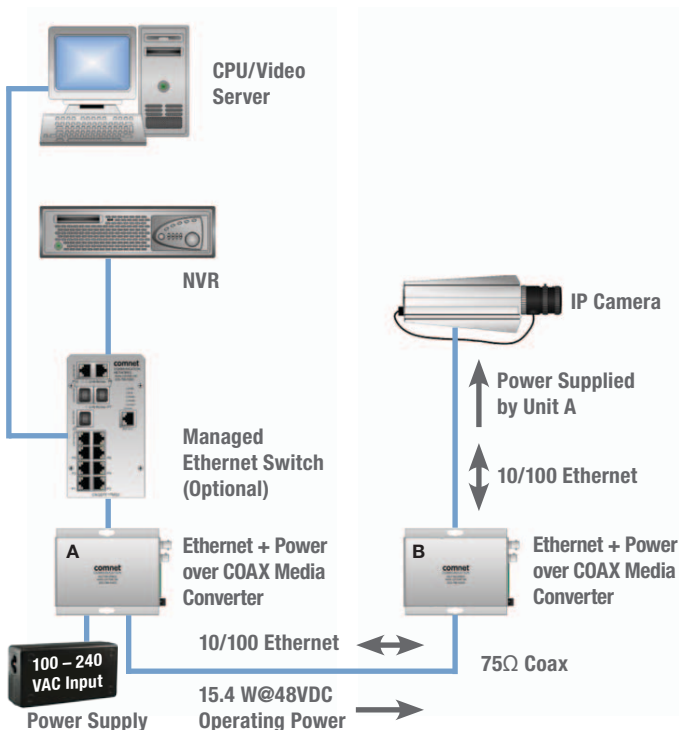 CPU/Video
Server
NVR
IP Camera
comnet
Power Supplied
by Unit A
Managed
Ethernet Switch
(Optional)
10/100 Ethernet
A
comnet
Ethernet + Power
over COAX Media
Converter
B
comnet
Ethernet + Power
over COAX Media
Converter
10/100 Ethernet
75Ω Coax
100 – 240
VAC Input
Power Supply
15.4 W@48VDC
Operating Power